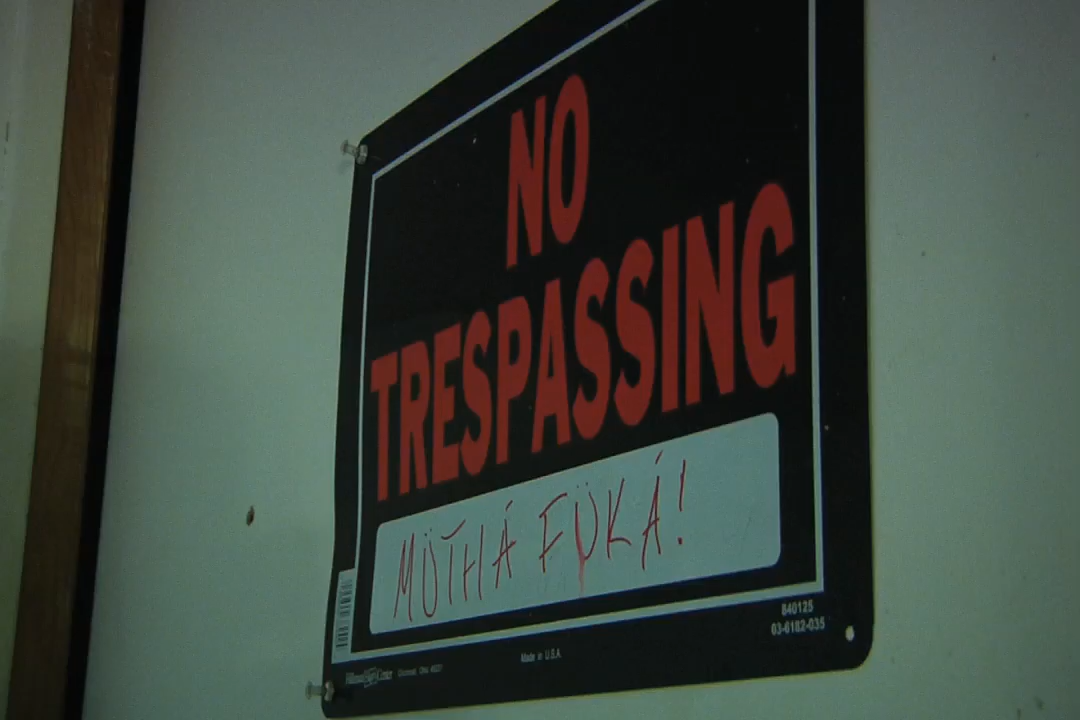 NO
TRESPASSING
MÜTHÁ FÜKÁ!
840125
03-6182-035
Made in U.S.A.